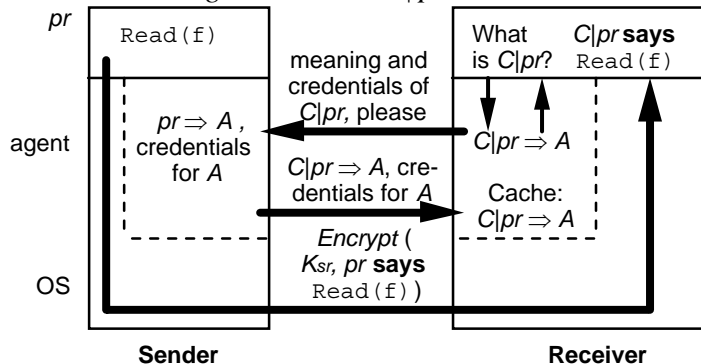 pr
Read(f)
What
is C|pr?
C|pr says
Read(f)
meaning and
credentials of
C|pr, please
agent
pr ⇒ A ,
credentials
for A
C|pr ⇒ A
C|pr ⇒ A, cre-
dentials for A
Cache:
C|pr ⇒ A
Encrypt (
Ksr, pr says
Read(f))
OS
Sender
Receiver